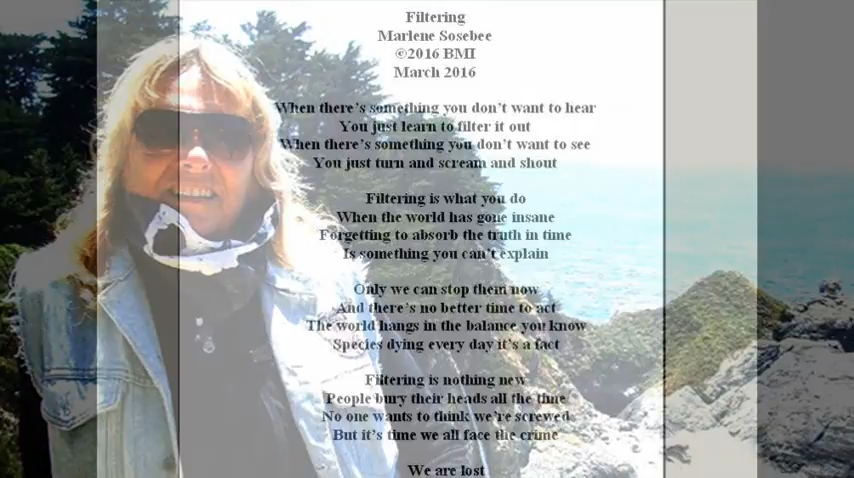 Filtering
Marlene Sosebee
©2016 BMI
March 2016
When there's something you don't want to hear
You just learn to filter it out
When there's something you don't want to see
You just turn and scream and shout
Filtering is what you do
When the world has gone insane
Forgetting to absorb the truth in time
Is something you can't explain
Only we can stop them now
And there's no better time to act
The world hangs in the balance you know
Species dying every day it's a fact
Filtering is nothing new
People bury their heads all the time
No one wants to think we're screwed
But it's time we all face the crime
We are lost